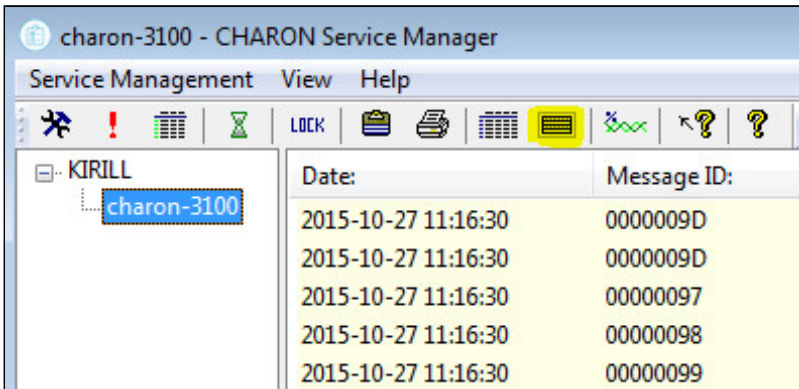 charon-3100 - CHARON Service Manager
Service Management View Help
LOCK
KIRILL
charon-3100
Date: Message ID:
2015-10-27 11:16:30 0000009D
2015-10-27 11:16:30 0000009D
2015-10-27 11:16:30 00000097
2015-10-27 11:16:30 00000098
2015-10-27 11:16:30 00000099